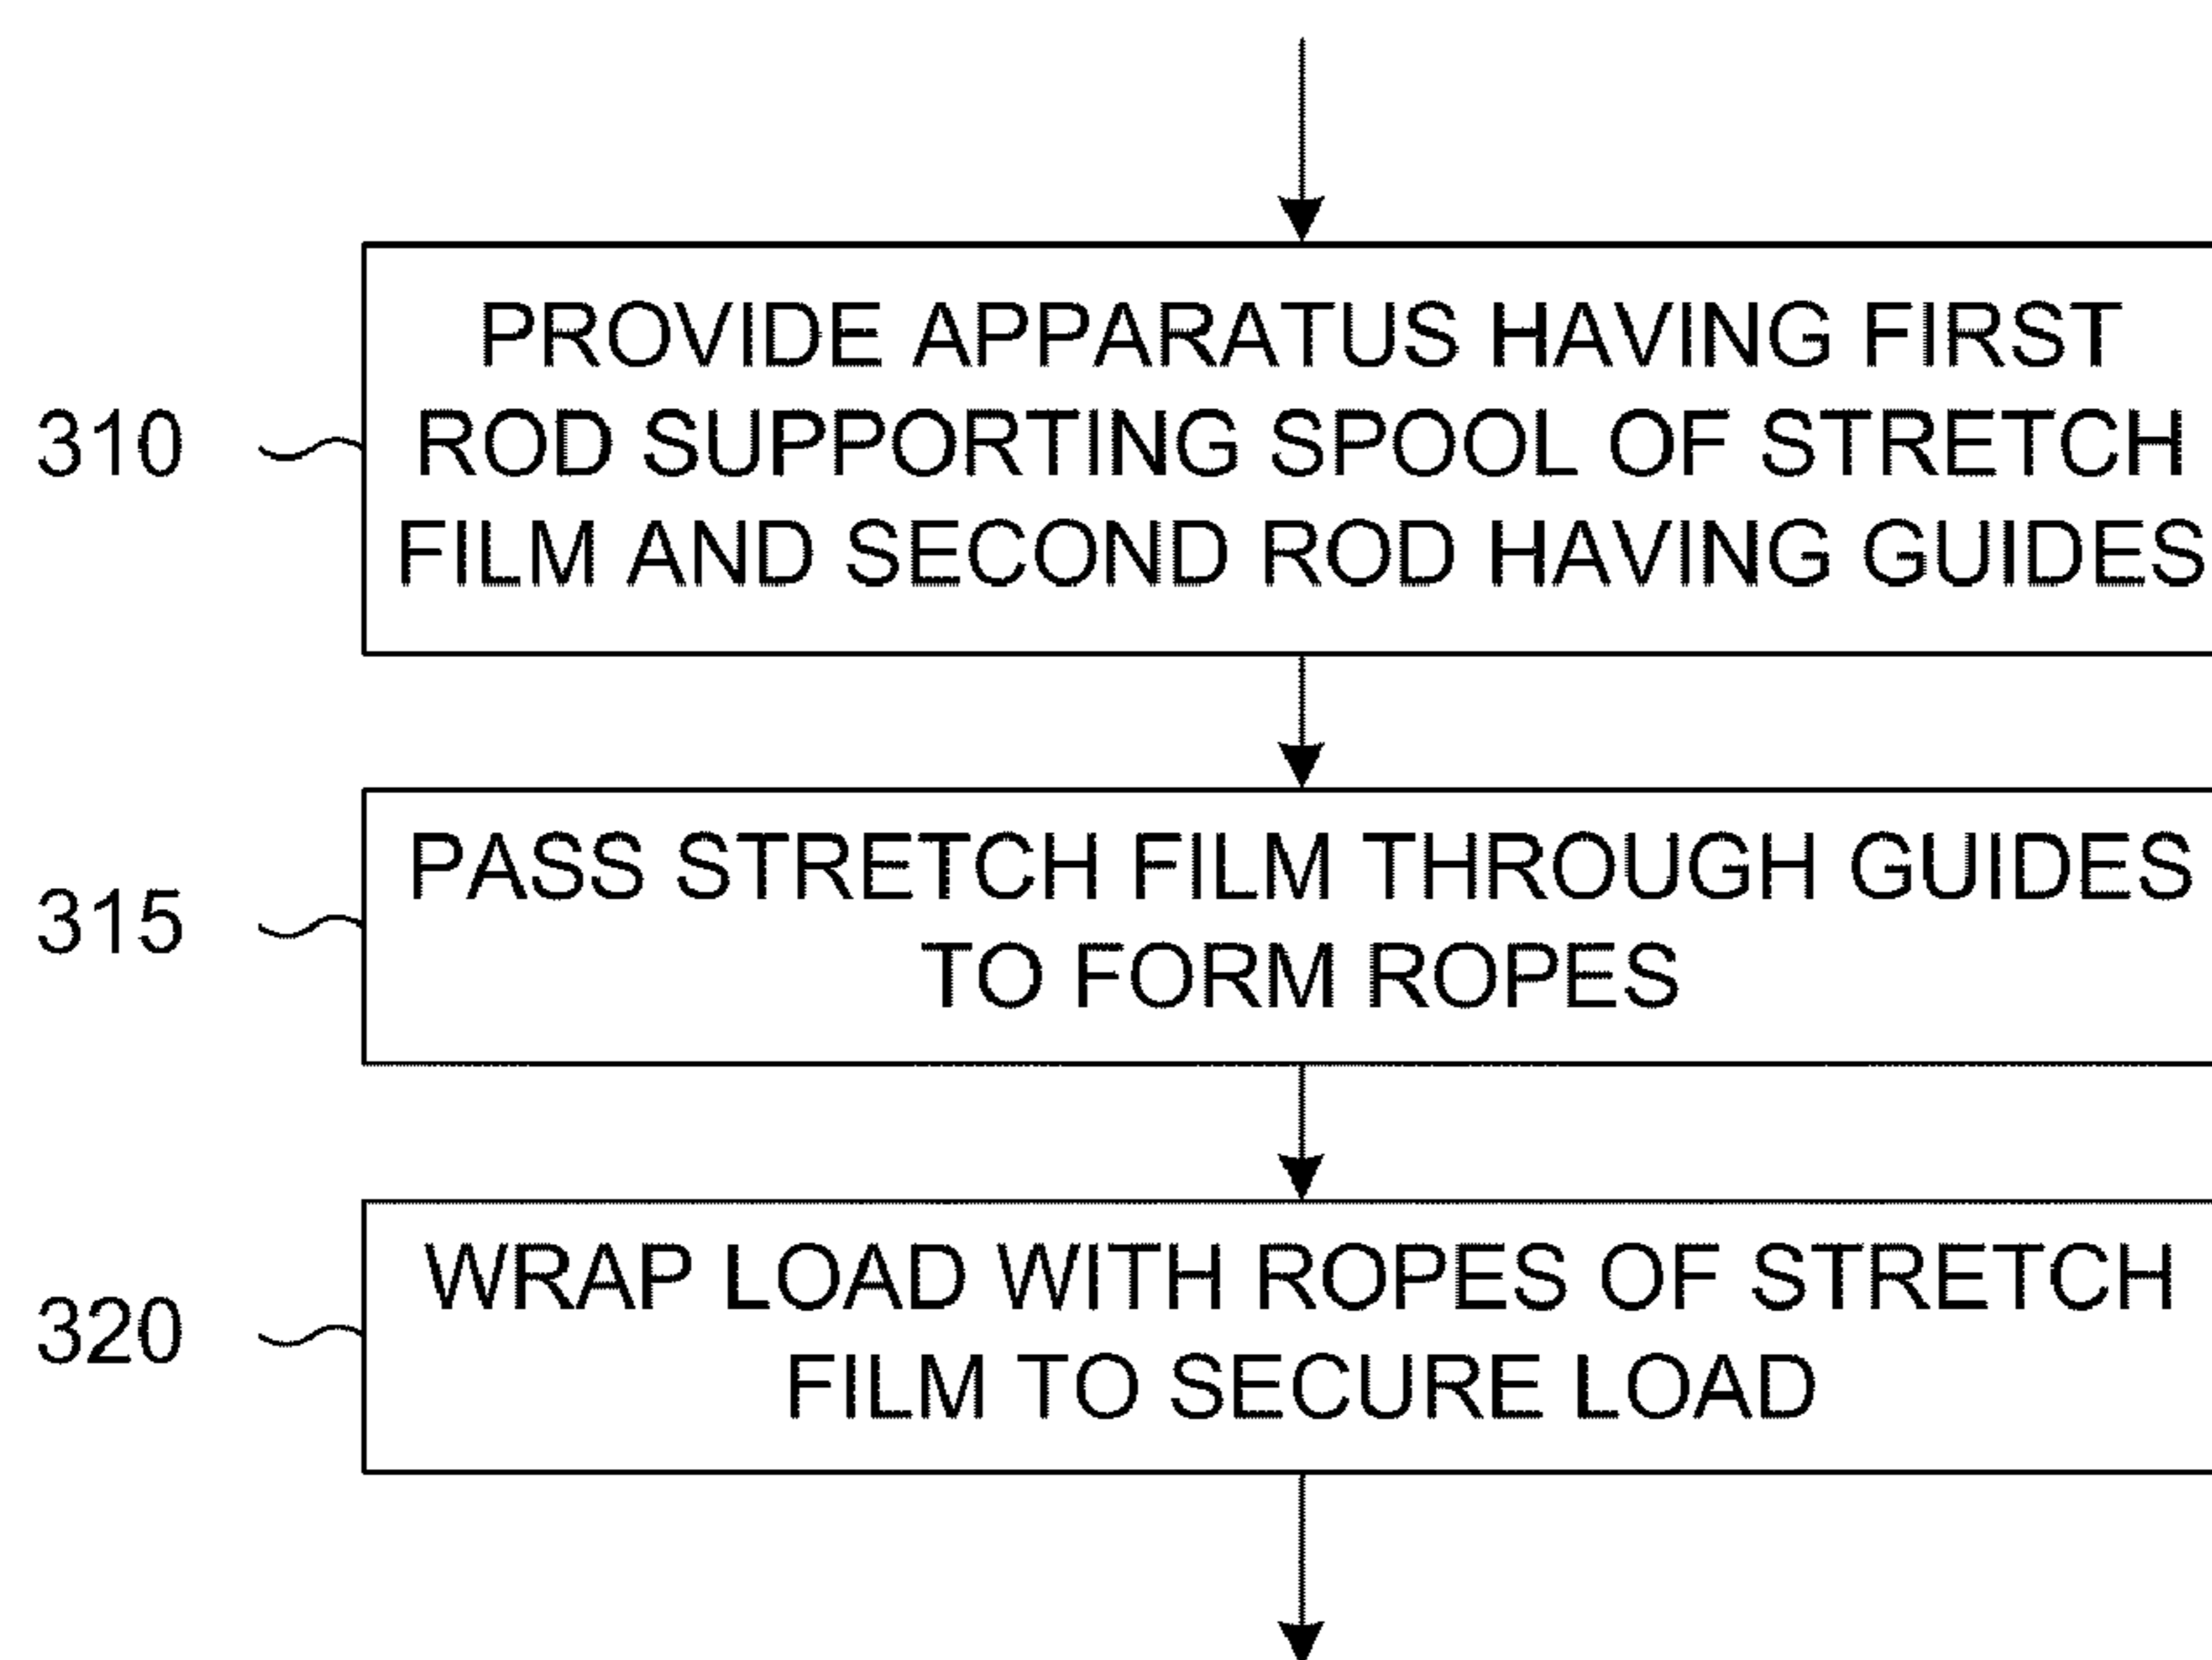 PROVIDE APPARATUS HAVING FIRST
310 ROD SUPPORTING SPOOL OF STRETCH
FILM AND SECOND ROD HAVING GUIDES
PASS STRETCH FILM THROUGH GUIDES
315
TO FORM ROPES
WRAP LOAD WITH ROPES OF STRETCH
320
FILM TO SECURE LOAD